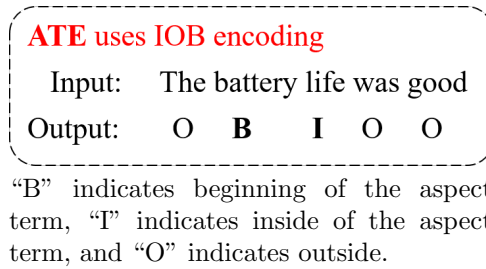 ATE uses IOB encoding
Input: The battery life was good
Output: O B I O O
“B” indicates beginning of the aspect
term, “I” indicates inside of the aspect
term, and “O” indicates outside.